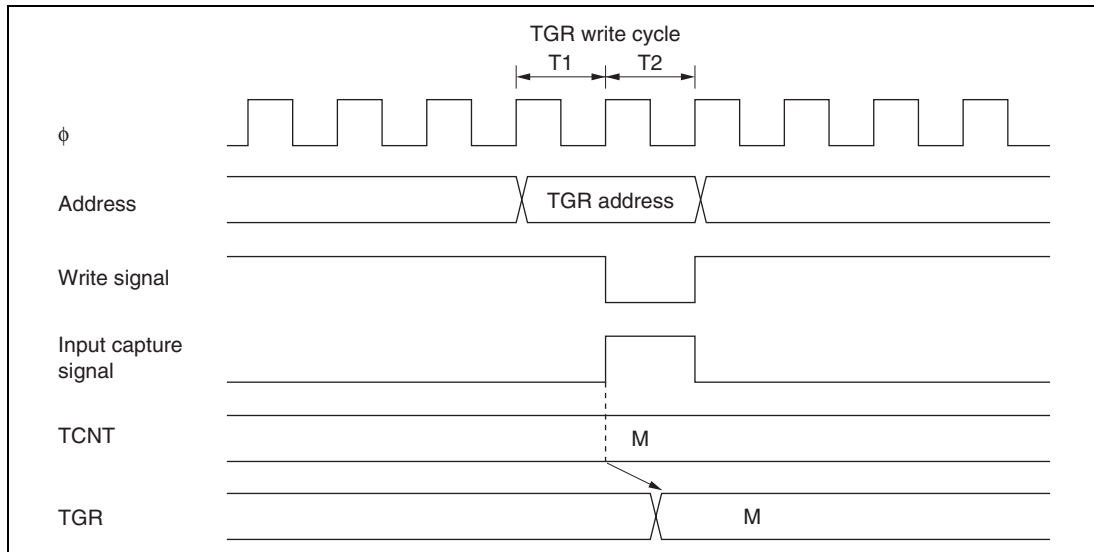 TGR write cycle
T1 T2
ϕ
Address
TGR address
Write signal
Input capture
signal
TCNT
M
TGR
M